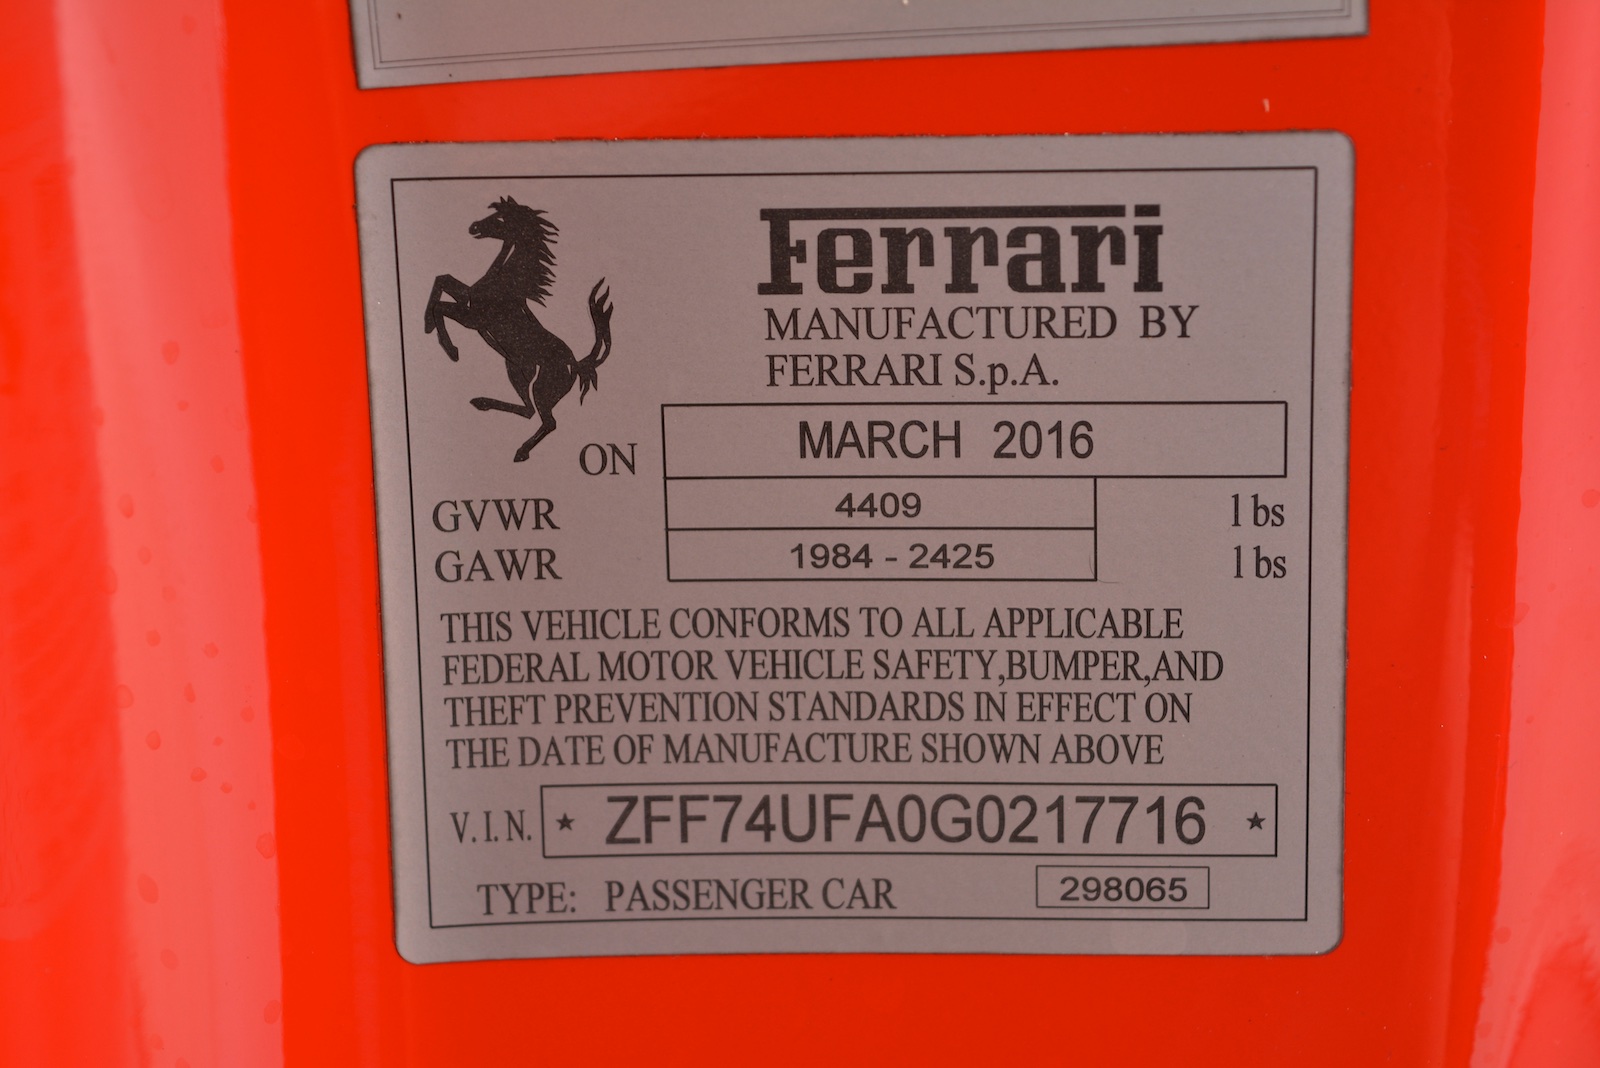 Ferrari
MANUFACTURED BY
FERRARI S.p.A.
ON MARCH 2016
GVWR 4409 lbs
GAWR 1984 - 2425 lbs
THIS VEHICLE CONFORMS TO ALL APPLICABLE
FEDERAL MOTOR VEHICLE SAFETY,BUMPER,AND
THEFT PREVENTION STANDARDS IN EFFECT ON
THE DATE OF MANUFACTURE SHOWN ABOVE
V.I.N. ★ ZFF74UFA0G0217716 ★
TYPE: PASSENGER CAR 298065